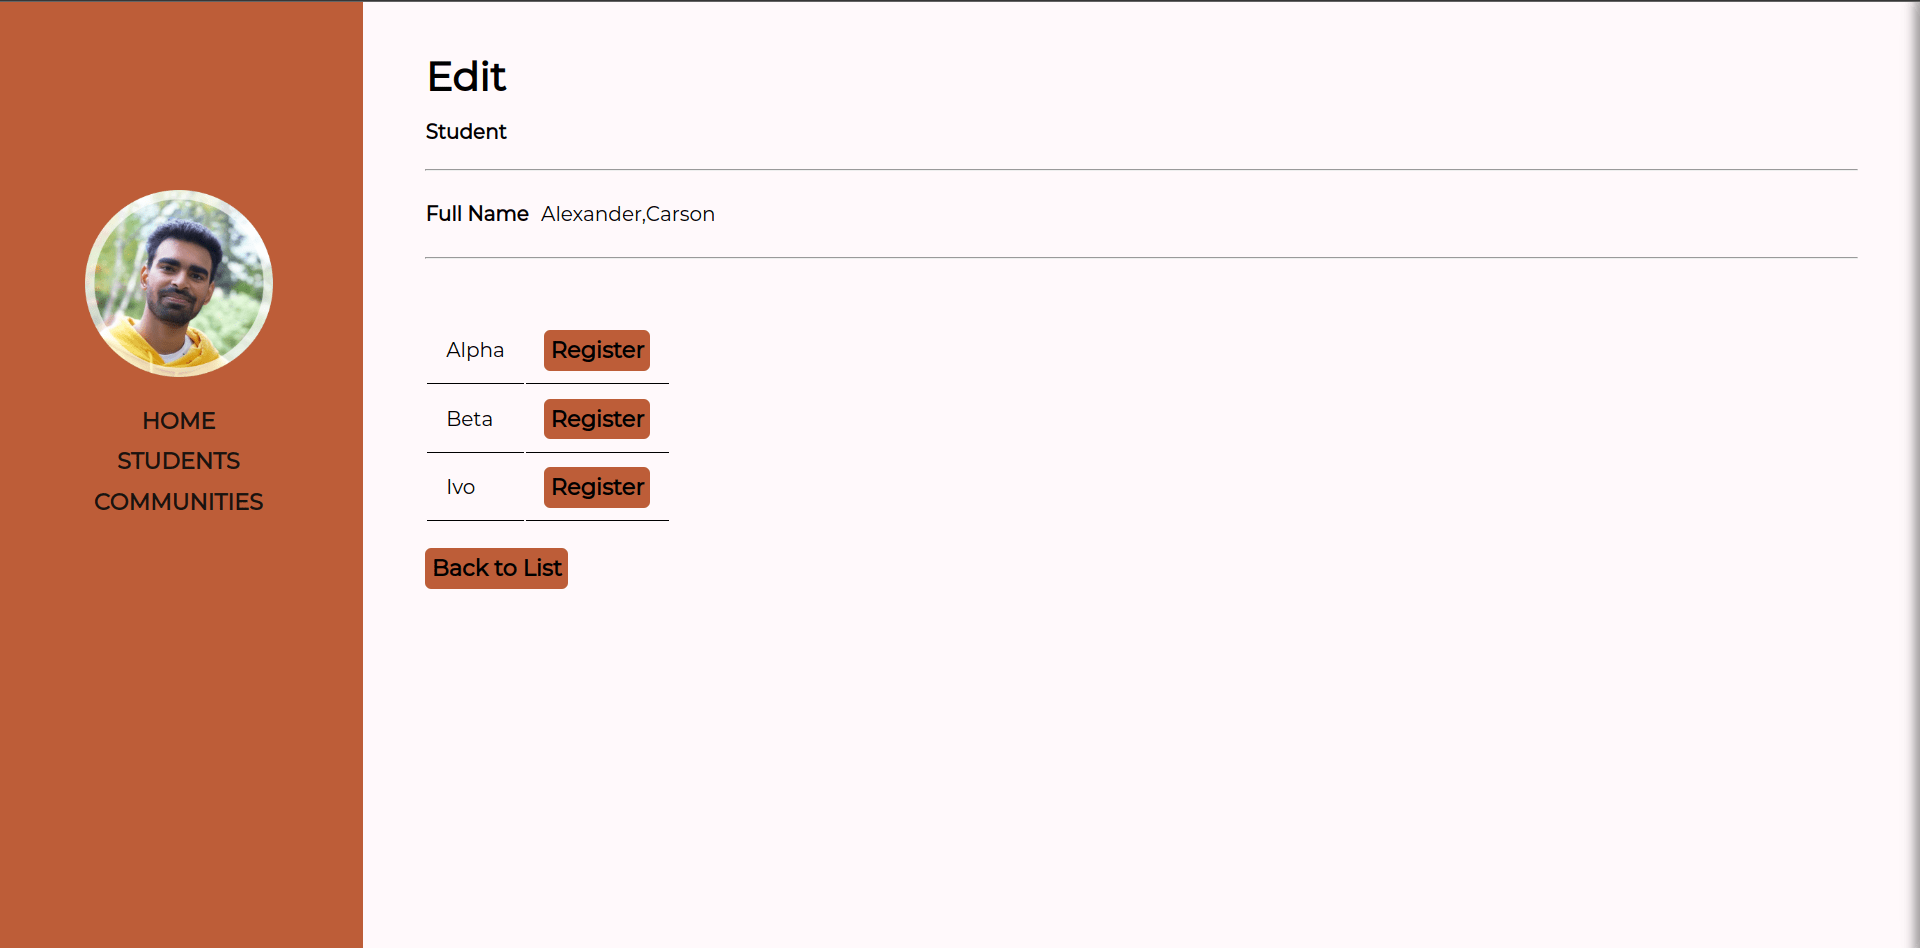 HOME
STUDENTS
COMMUNITIES
Edit
Student
Full Name Alexander,Carson
Alpha Register
Beta Register
Ivo Register
Back to List